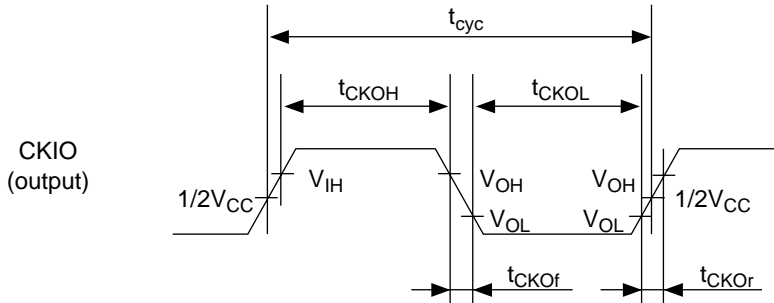 tcyc
tCKOH tCKOL
CKIO
(output)
VIH VOH VOH
1/2VCC 1/2VCC
VOL VOL
tCKOf tCKOr